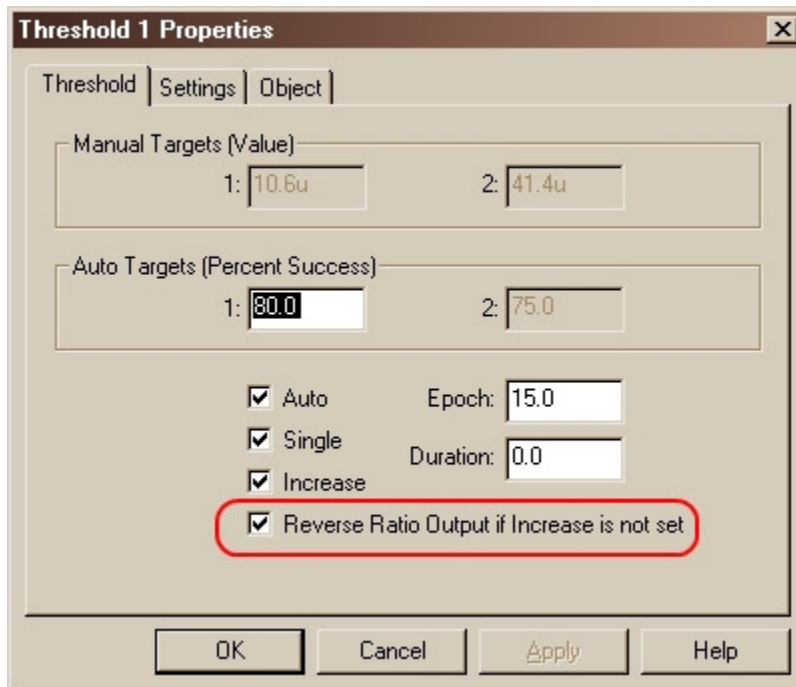 Threshold 1 Properties
Threshold Settings Object
Manual Targets (Value)
1: 10.6u 2: 41.4u
Auto Targets (Percent Success)
1: 80.0 2: 75.0
Auto Epoch: 15.0
Single
Duration: 0.0
Increase
Reverse Ratio Output if Increase is not set
OK Cancel Apply Help